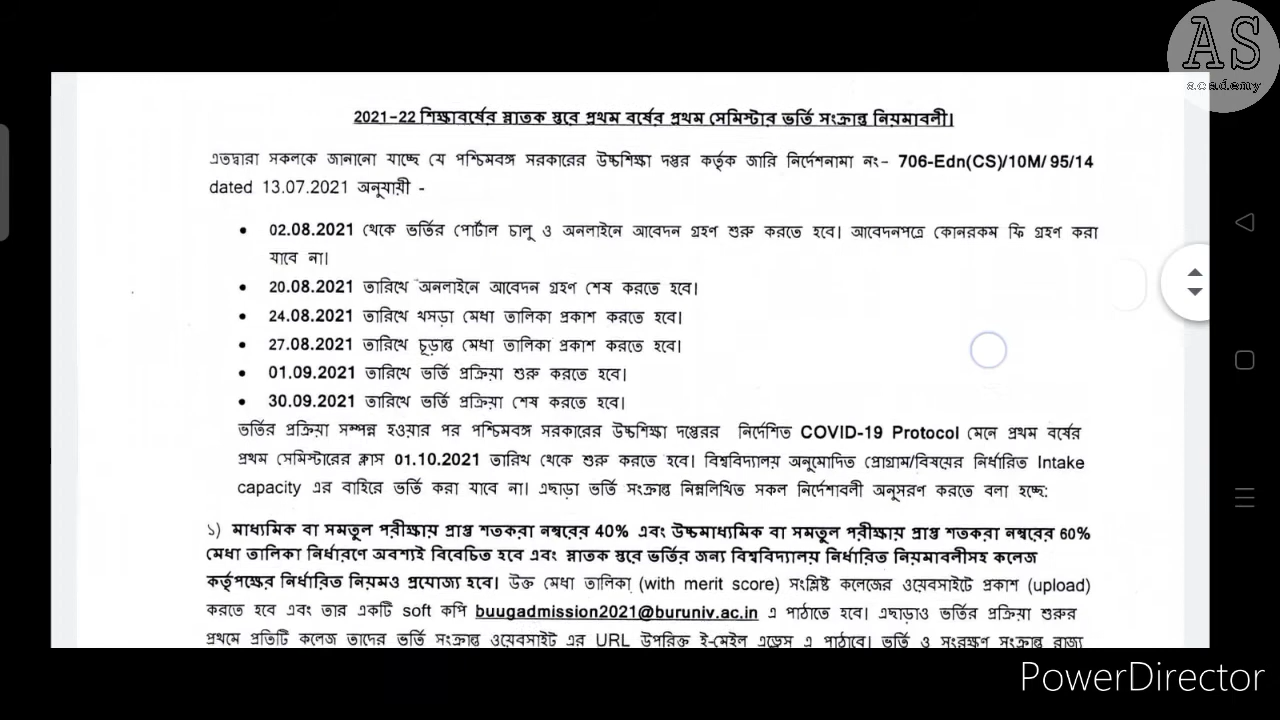 AS
academy
2021-22 শিক্ষাবর্ষের স্নাতক স্তরে প্রথম বর্ষের প্রথম সেমিস্টার ভর্তি সংক্রান্ত নিয়মাবলী।
এতদ্বারা সকলকে জানানো যাচ্ছে যে পশ্চিমবঙ্গ সরকারের উচ্চশিক্ষা দপ্তর কর্তৃক জারি নির্দেশনামা নং- 706-Edn(CS)/10M/95/14
dated 13.07.2021 অনুযায়ী -
• 02.08.2021 থেকে ভর্তির পোর্টাল চালু ও অনলাইনে আবেদন গ্রহণ শুরু করতে হবে। আবেদনপত্রে কোনরকম ফি গ্রহণ করা
যাবে না।
• 20.08.2021 তারিখে অনলাইনে আবেদন গ্রহণ শেষ করতে হবে।
• 24.08.2021 তারিখে খসড়া মেধা তালিকা প্রকাশ করতে হবে।
• 27.08.2021 তারিখে চূড়ান্ত মেধা তালিকা প্রকাশ করতে হবে।
• 01.09.2021 তারিখে ভর্তি প্রক্রিয়া শুরু করতে হবে।
• 30.09.2021 তারিখে ভর্তি প্রক্রিয়া শেষ করতে হবে।
ভর্তির প্রক্রিয়া সম্পন্ন হওয়ার পর পশ্চিমবঙ্গ সরকারের উচ্চশিক্ষা দপ্তেরর নির্দেশিত COVID-19 Protocol মেনে প্রথম বর্ষের
প্রথম সেমিস্টারের ক্লাস 01.10.2021 তারিখ থেকে শুরু করতে হবে। বিশ্ববিদ্যালয় অনুমোদিত প্রোগ্রাম/বিষয়ের নির্ধারিত Intake
capacity এর বাহিরে ভর্তি করা যাবে না। এছাড়া ভর্তি সংক্রান্ত নিম্নলিখিত সকল নির্দেশাবলী অনুসরণ করতে বলা হচ্ছে:
১) মাধ্যমিক বা সমতুল পরীক্ষায় প্রাপ্ত শতকরা নম্বরের 40% এবং উচ্চমাধ্যমিক বা সমতুল পরীক্ষায় প্রাপ্ত শতকরা নম্বরের 60%
মেধা তালিকা নির্ধারণে অবশ্যই বিবেচিত হবে এবং স্নাতক স্তরে ভর্তির জন্য বিশ্ববিদ্যালয় নির্ধারিত নিয়মাবলীসহ কলেজ
কর্তৃপক্ষের নির্ধারিত নিয়মও প্রযোজ্য হবে। উক্ত মেধা তালিকা (with merit score) সংশ্লিষ্ট কলেজের ওয়েবসাইটে প্রকাশ (upload)
করতে হবে এবং তার একটি soft কপি buugadmission2021@buruniv.ac.in এ পাঠাতে হবে। এছাড়াও ভর্তির প্রক্রিয়া শুরুর
প্রথমে প্রতিটি কলেজ তাদের ভর্তি সংক্রান্ত ওয়েবসাইট এর URL উপরিক্ত ই-মেইল এড্রেস এ পাঠাবে। ভর্তি ও সংরক্ষণ সংক্রান্ত রাজ্য
PowerDirector